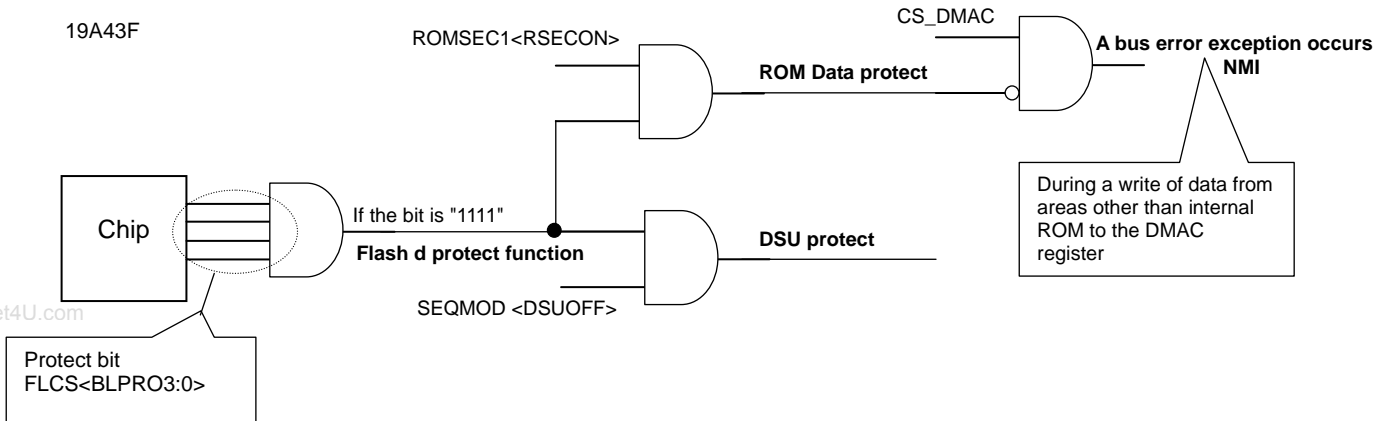 19A43F
CS_DMAC
ROMSEC1<RSECON>
A bus error exception occurs
NMI
ROM Data protect
During a write of data from
areas other than internal
ROM to the DMAC
register
Chip
If the bit is "1111"
Flash d protect function
DSU protect
SEQMOD <DSUOFF>
et4U.com
Protect bit
FLCS<BLPRO3:0>